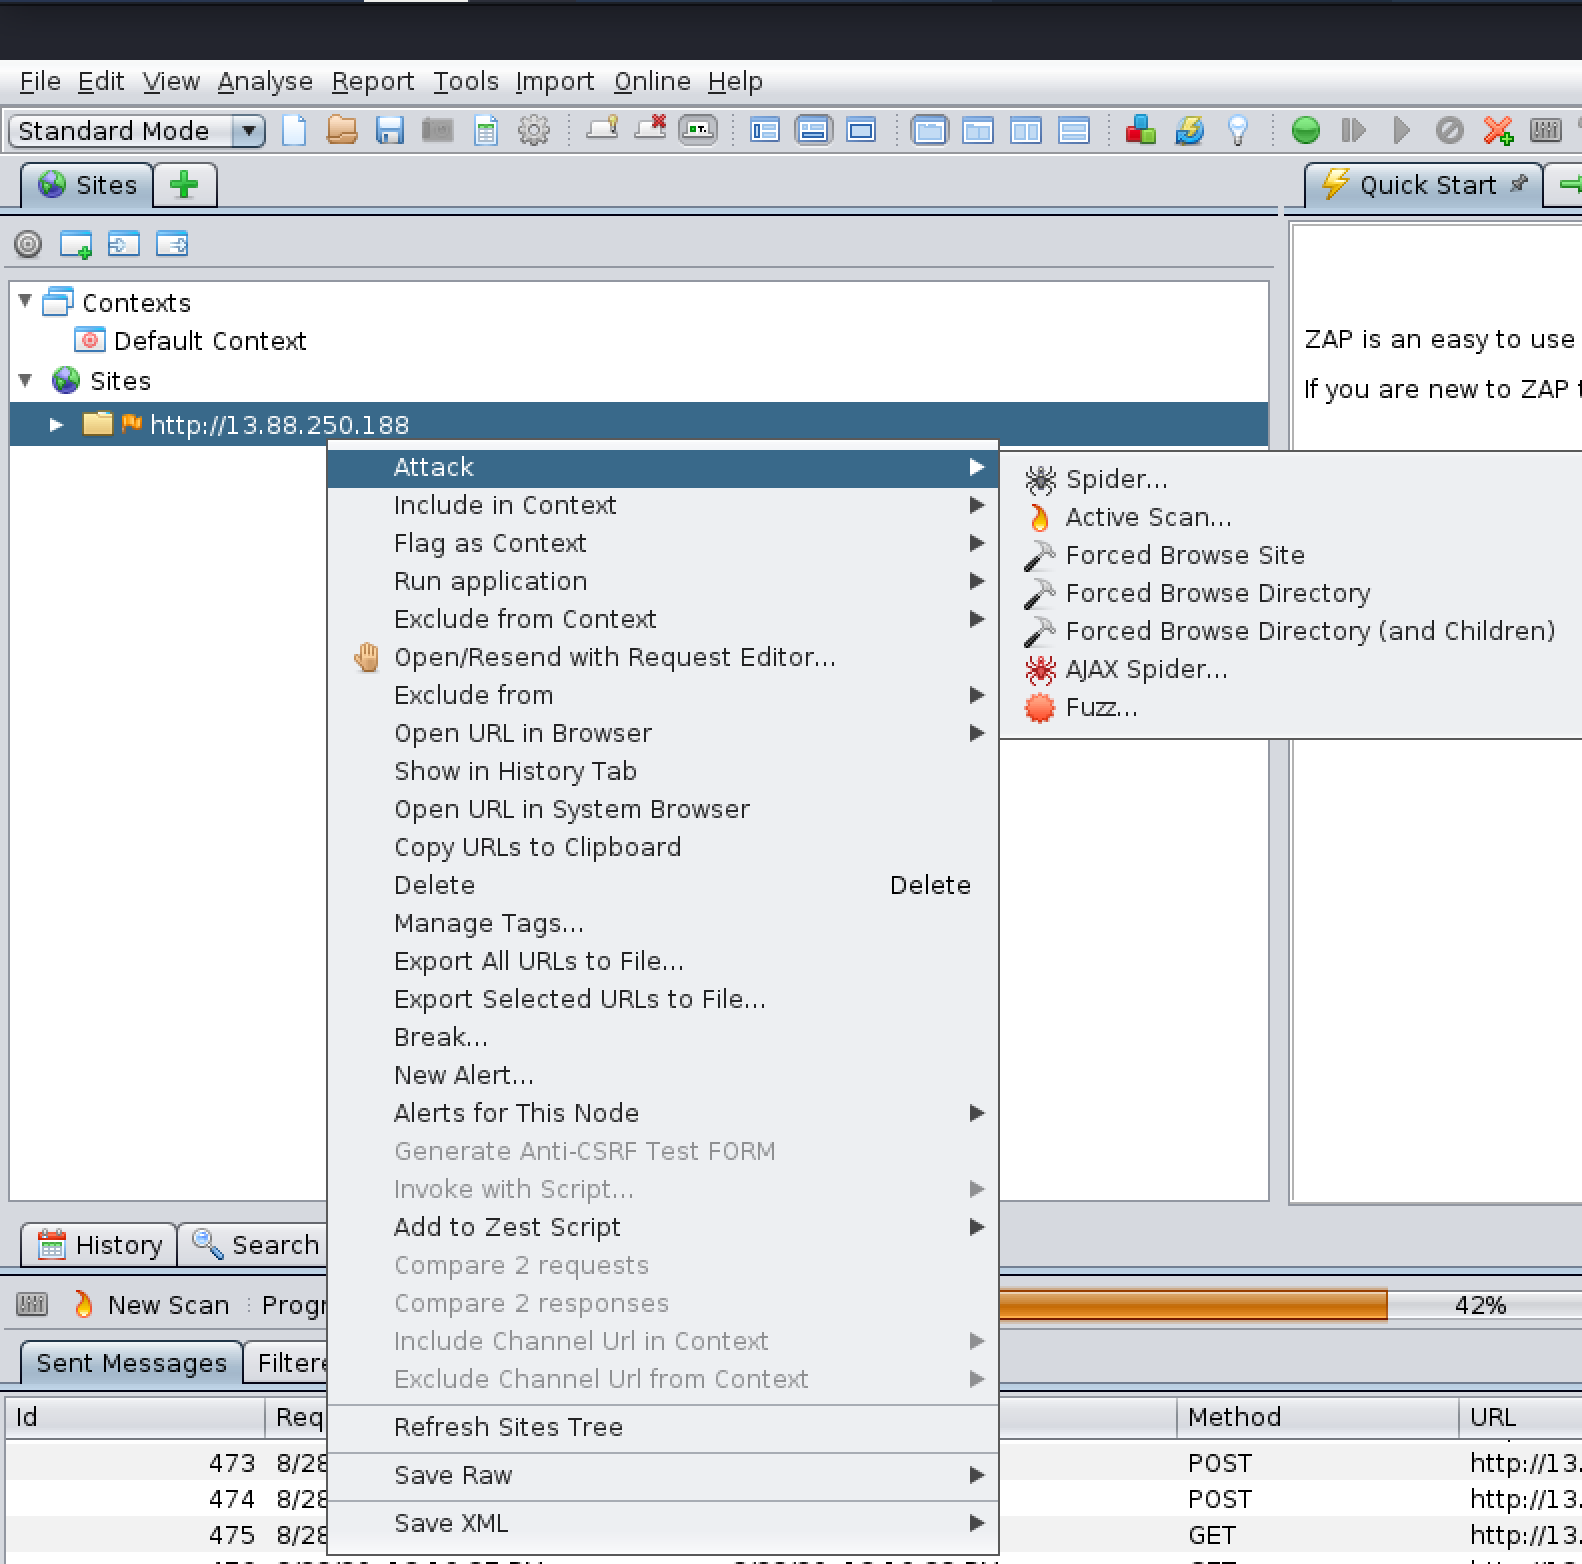 File Edit View Analyse Report Tools Import Online Help
Standard Mode
Sites
Quick Start
Contexts
Default Context
Sites
http://13.88.250.188
ZAP is an easy to use
If you are new to ZAP
Attack
Include in Context
Flag as Context
Run application
Exclude from Context
Open/Resend with Request Editor...
Exclude from
Open URL in Browser
Show in History Tab
Open URL in System Browser
Copy URLs to Clipboard
Delete Delete
Manage Tags...
Export All URLs to File...
Export Selected URLs to File...
Break...
New Alert...
Alerts for This Node
Generate Anti-CSRF Test FORM
Invoke with Script...
Add to Zest Script
Compare 2 requests
Compare 2 responses
Include Channel Url in Context
Exclude Channel Url from Context
Refresh Sites Tree
Save Raw
Save XML
Spider...
Active Scan...
Forced Browse Site
Forced Browse Directory
Forced Browse Directory (and Children)
AJAX Spider...
Fuzz...
History Search
New Scan Progr 42%
Sent Messages Filtere
Id Req Method URL
473 8/28 POST http://13.
474 8/28 POST http://13.
475 8/28 GET http://13.